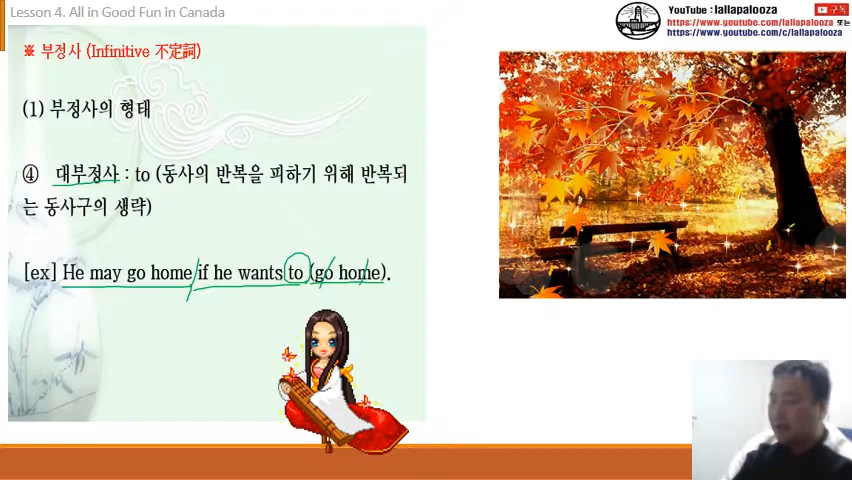 Lesson 4. All in Good Fun in Canada
YouTube : lallapalooza
구독
https://www.youtube.com/lallapalooza 또는
https://www.youtube.com/c/lallapalooza
※ 부정사 (Infinitive 不定詞)
(1) 부정사의 형태
④ 대부정사 : to (동사의 반복을 피하기 위해 반복되
는 동사구의 생략)
[ex] He may go home if he wants to (go home).